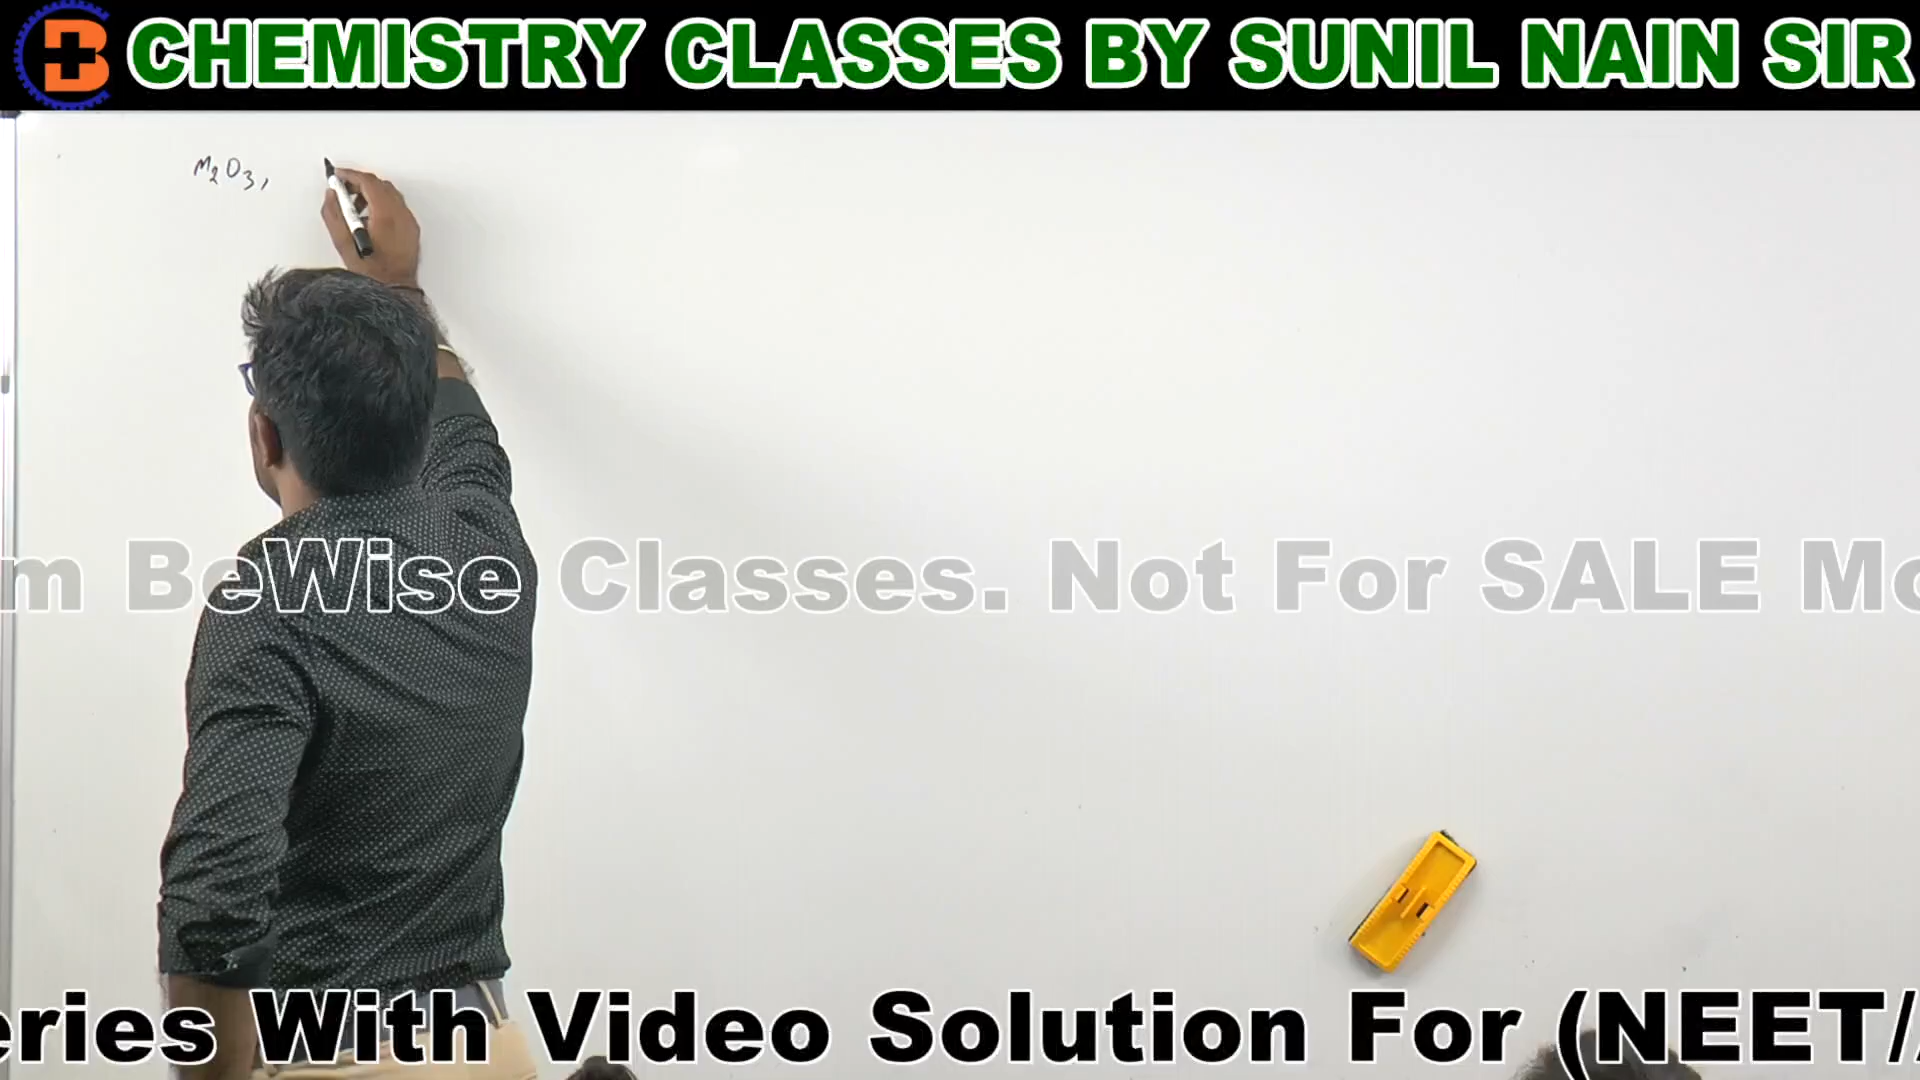 B CHEMISTRY CLASSES BY SUNIL NAIN SIR
M₂O₃,
m BeWise Classes. Not For SALE Mo
eries With Video Solution For (NEET/